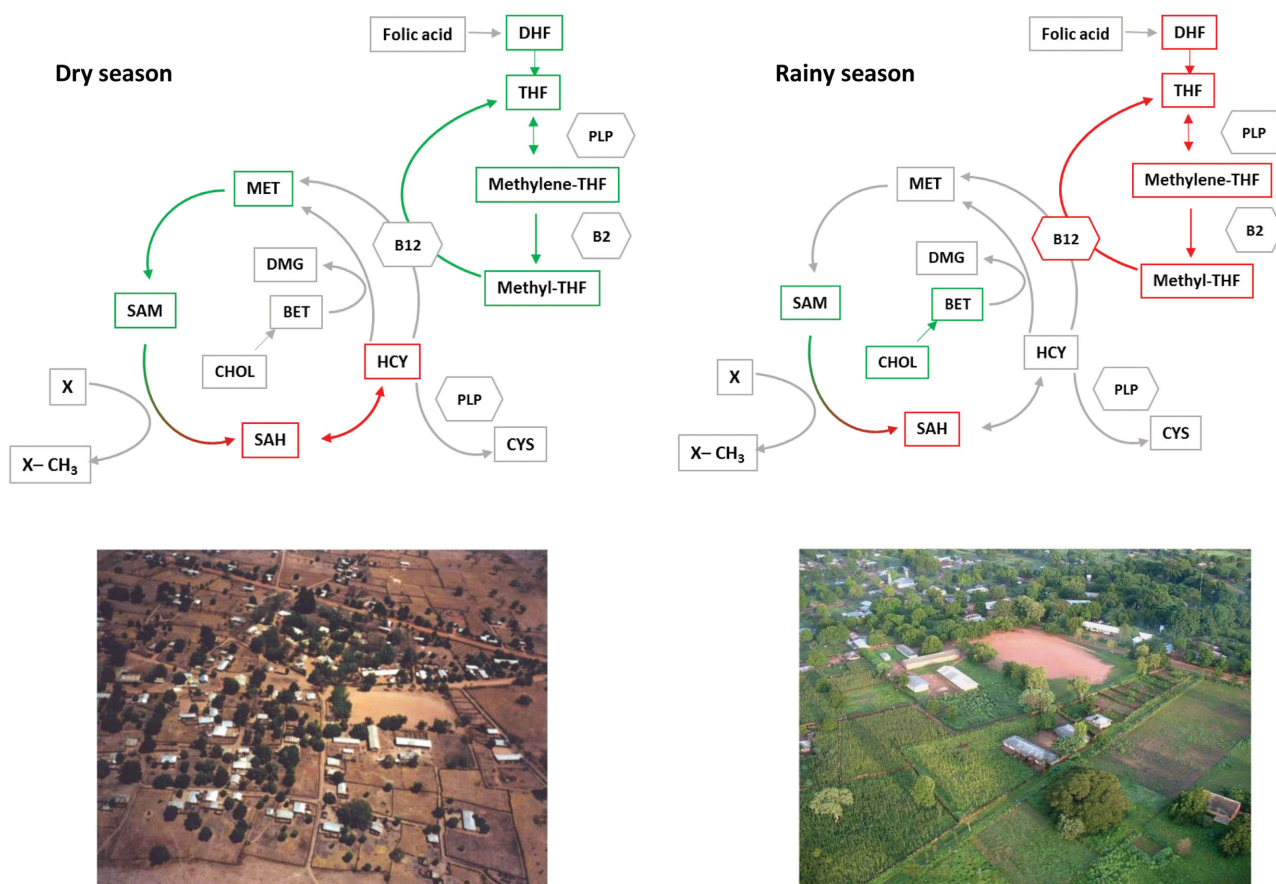 Dry season
Folic acid
DHF
THF
PLP
Methylene-THF
B2
Methyl-THF
MET
B12
DMG
SAM
BET
CHOL
HCY
X
PLP
SAH
CYS
X– CH₃
Rainy season
Folic acid
DHF
THF
PLP
Methylene-THF
B2
Methyl-THF
MET
B12
DMG
SAM
BET
CHOL
HCY
X
PLP
SAH
CYS
X– CH₃